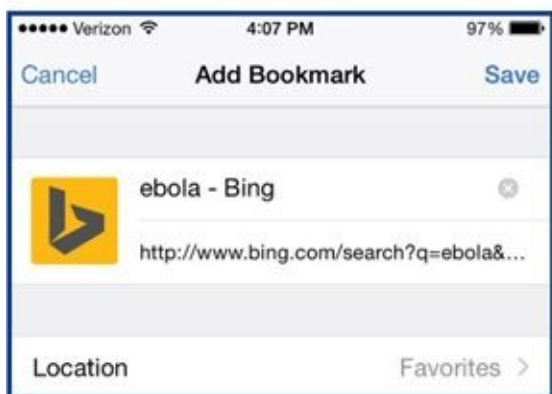 Verizon 4:07 PM 97%
Cancel Add Bookmark Save
ebola - Bing
http://www.bing.com/search?q=ebola&...
Location Favorites >